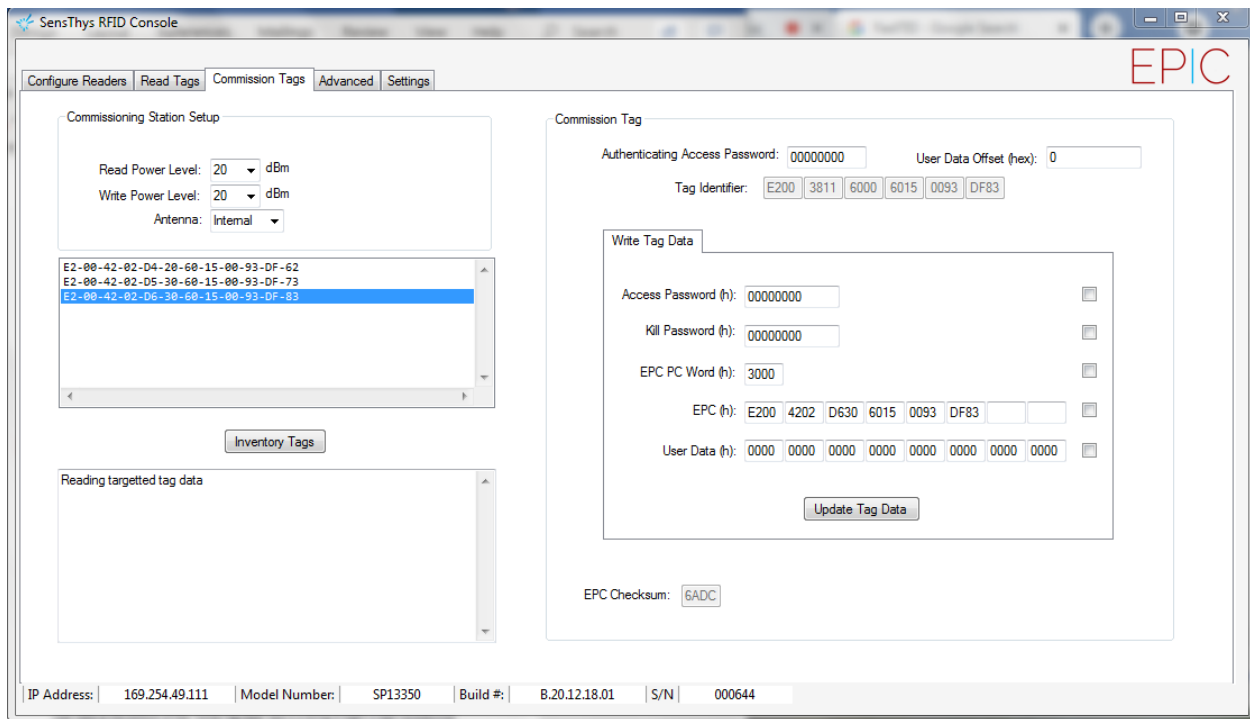 SensThys RFID Console
EPIC
Configure Readers Read Tags Commission Tags Advanced Settings
Commissioning Station Setup
Read Power Level: 20 dBm
Write Power Level: 20 dBm
Antenna: Internal
E2-00-42-02-D4-20-60-15-00-93-DF-62
E2-00-42-02-D5-30-60-15-00-93-DF-73
E2-00-42-02-D6-30-60-15-00-93-DF-83
Inventory Tags
Reading targetted tag data
Commission Tag
Authenticating Access Password: 00000000 User Data Offset (hex): 0
Tag Identifier: E200 3811 6000 6015 0093 DF83
Write Tag Data
Access Password (h): 00000000
Kill Password (h): 00000000
EPC PC Word (h): 3000
EPC (h): E200 4202 D630 6015 0093 DF83
User Data (h): 0000 0000 0000 0000 0000 0000 0000 0000
Update Tag Data
EPC Checksum: 6ADC
IP Address: 169.254.49.111 Model Number: SP13350 Build #: B.20.12.18.01 S/N 000644